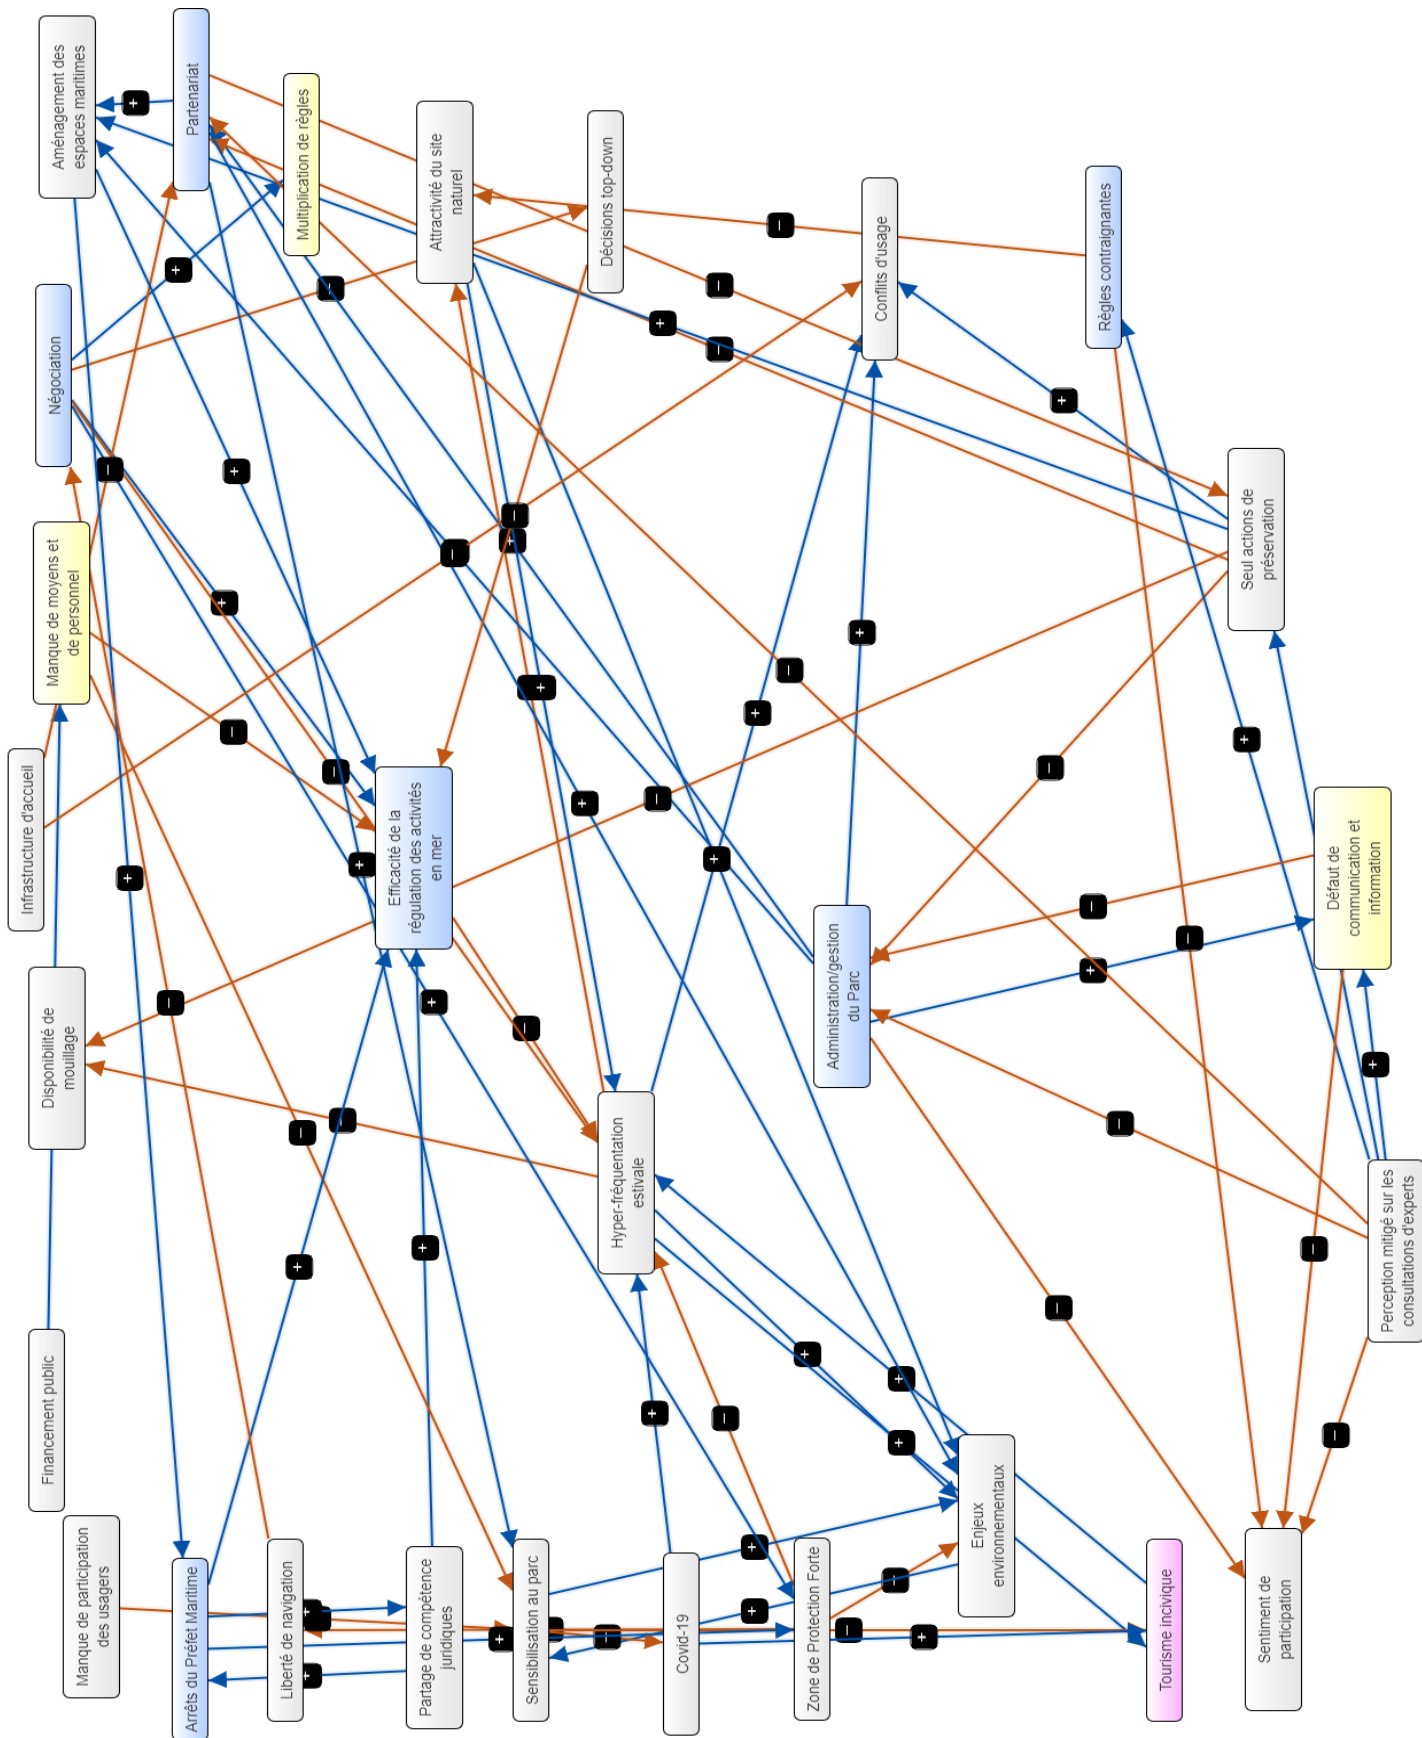 Aménagement des
espaces maritimes
Partenariat
Multiplication de règles
Attractivité du site
naturel
Décisions top-down
Conflits d'usage
Règles contraignantes
Négociation
Manque de moyens et
de personnel
Seul actions de
préservation
Infrastructure d'accueil
Efficacité de la
régulation des activités
en mer
Défaut de
communication et
information
Disponibilité de
mouillage
Administration/gestion
du Parc
Hyper-fréquentation
estivale
Perception mitigé sur les
consultations d'experts
Financement public
Enjeux
environnementaux
Manque de participation
des usagers
Arrêts du Préfet Maritime
Liberté de navigation
Partage de compétence
juridiques
Sensibilisation au parc
Covid-19
Zone de Protection Forte
Tourisme incivique
Sentiment de
participation